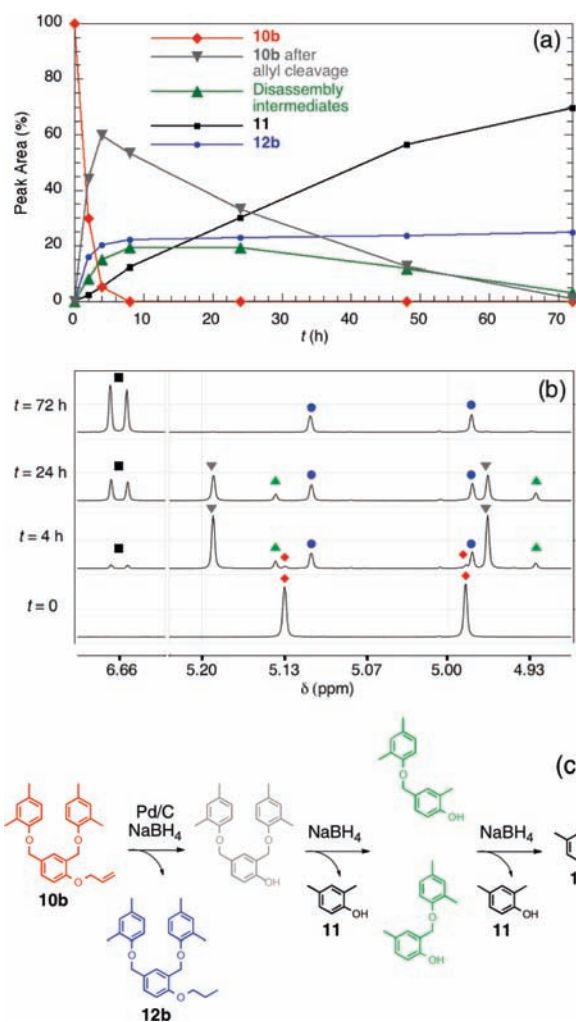 100
80
60
40
20
0
Peak Area (%)
(a)
10b
10b after
allyl cleavage
Disassembly
intermediates
11
12b
0 10 20 30 40 50 60 70
t (h)
(b)
t = 72 h
t = 24 h
t = 4 h
t = 0
6.66 5.20 5.13 5.07 5.00 4.93
δ (ppm)
(c
Pd/C
NaBH4
NaBH4
NaBH4
O
O
O
10b
O
O
O
12b
O
O
OH
OH
11
O
OH
O
OH
OH
11
1